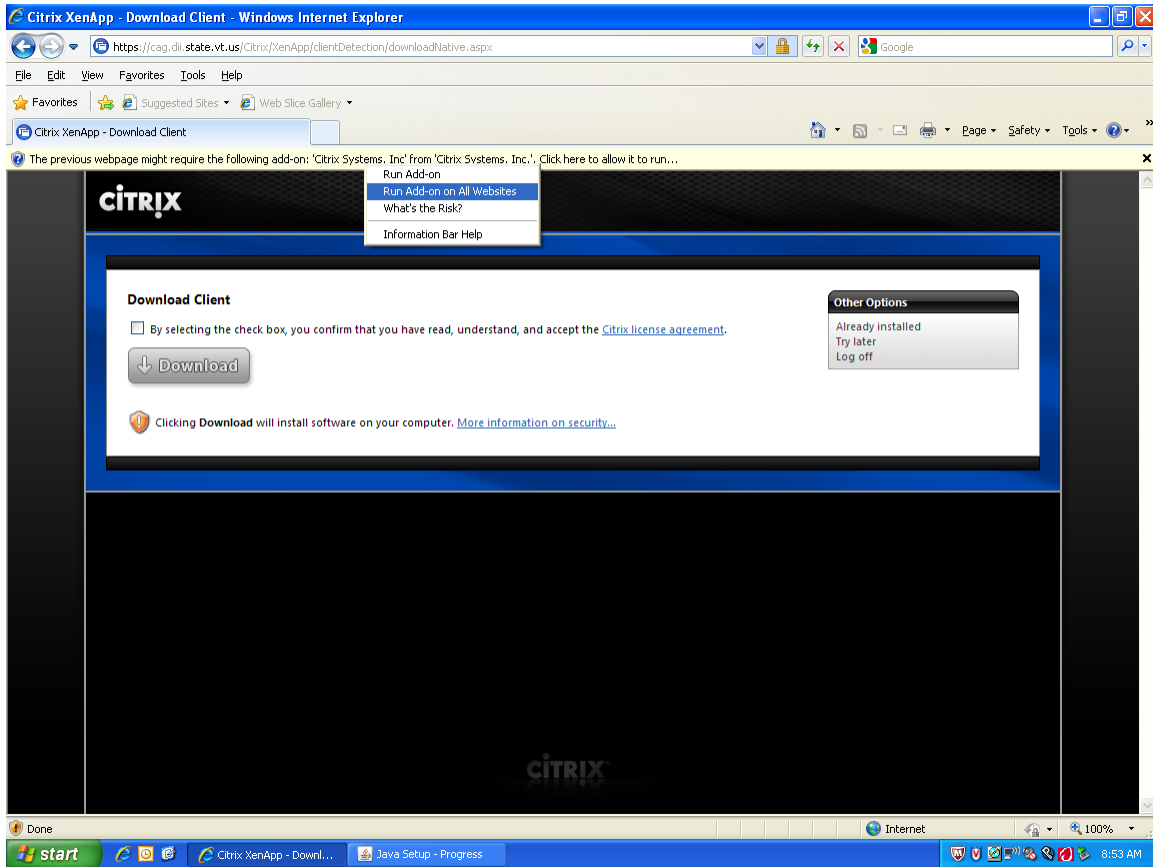 Citrix XenApp - Download Client - Windows Internet Explorer
https://cag.dii.state.vt.us/Citrix/XenApp/clientDetection/downloadNative.aspx
Google
File Edit View Favorites Tools Help
Favorites Suggested Sites Web Slice Gallery
Citrix XenApp - Download Client
Page Safety Tools
The previous webpage might require the following add-on: 'Citrix Systems, Inc' from 'Citrix Systems, Inc.'. Click here to allow it to run...
Run Add-on
Run Add-on on All Websites
What's the Risk?
Information Bar Help
CİTRIX
Download Client
By selecting the check box, you confirm that you have read, understand, and accept the Citrix license agreement.
Download
Clicking Download will install software on your computer. More information on security...
Other Options
Already installed
Try later
Log off
CİTRIX
Done
Internet
100%
start
Citrix XenApp - Downl...
Java Setup - Progress
8:53 AM